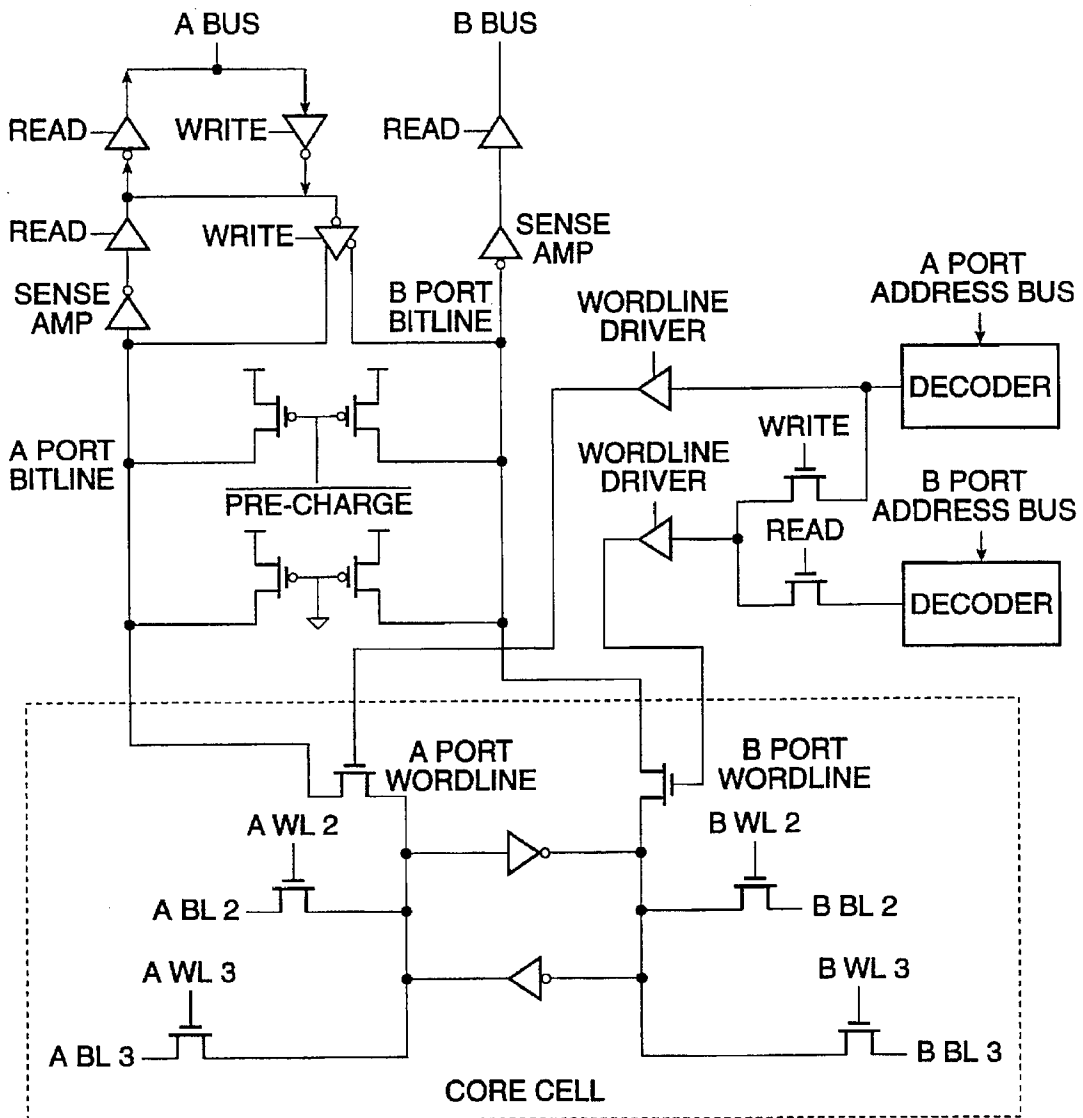 A BUS
B BUS
READ
WRITE
READ
READ
WRITE
SENSE
AMP
SENSE
AMP
B PORT
BITLINE
A PORT
ADDRESS BUS
WORDLINE
DRIVER
DECODER
A PORT
BITLINE
WRITE
WORDLINE
DRIVER
B PORT
ADDRESS BUS
PRE-CHARGE
READ
DECODER
A PORT
WORDLINE
B PORT
WORDLINE
A WL 2
B WL 2
A BL 2
B BL 2
A WL 3
B WL 3
A BL 3
B BL 3
CORE CELL